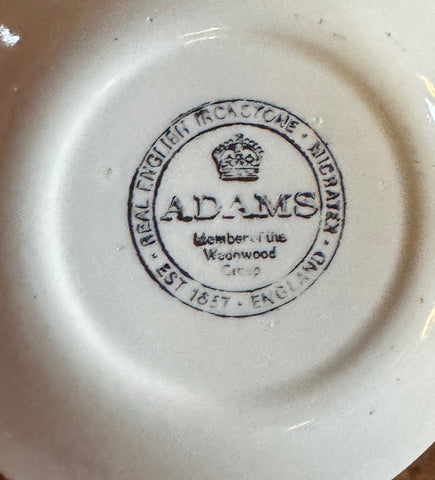 REAL ENGLISH IRONSTONE · MICRATEX
ADAMS
Member of the
Wedgwood
Group
· EST 1657 · ENGLAND ·